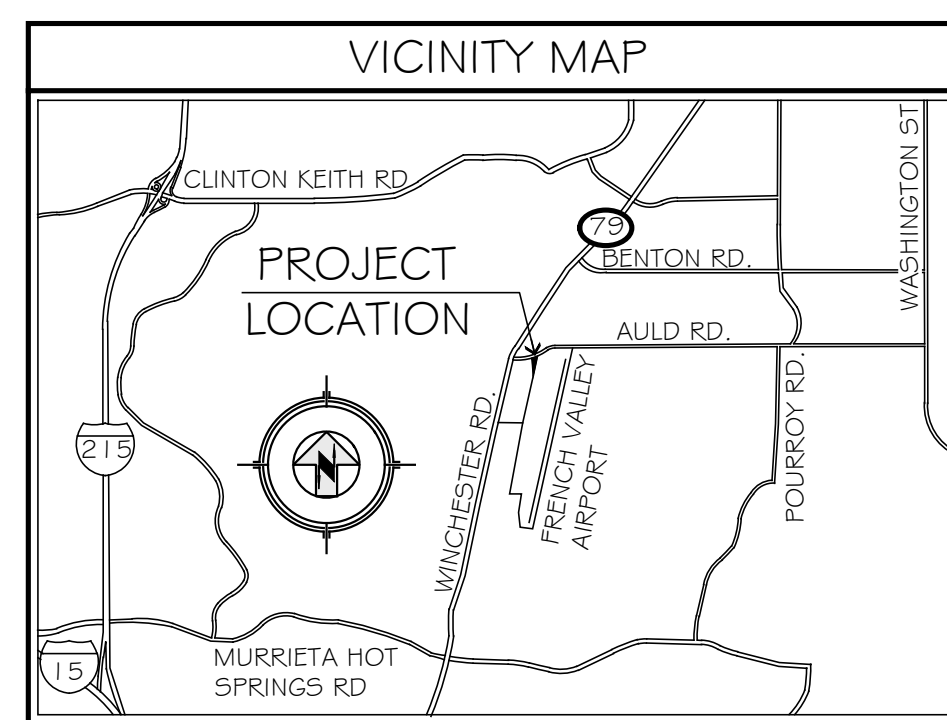 VICINITY MAP
CLINTON KEITH RD
WASHINGTON ST
79
PROJECT
LOCATION
BENTON RD.
AULD RD.
215
WINCHESTER RD.
FRENCH VALLEY
AIRPORT
POURROY RD.
N
15
MURRIETA HOT
SPRINGS RD